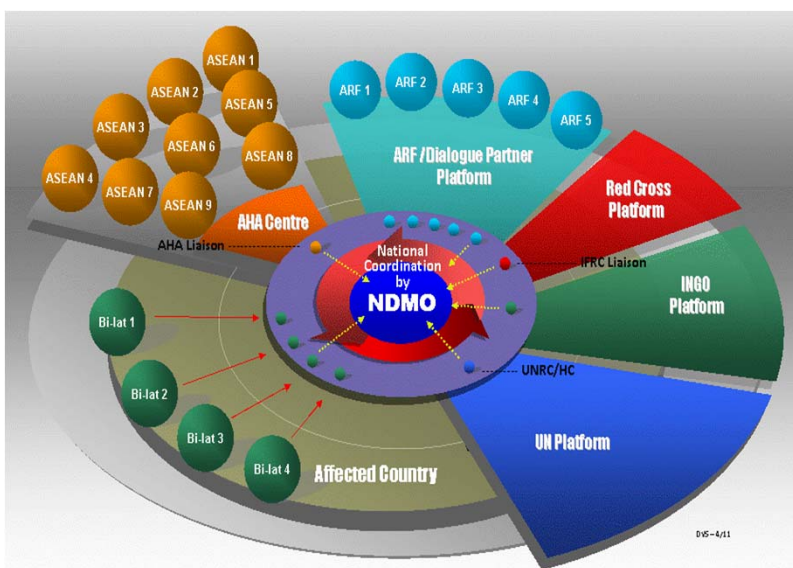 ASEAN 1
ASEAN 2
ASEAN 5
ASEAN 3
ASEAN 6
ASEAN 8
ASEAN 4
ASEAN 7
ASEAN 9
ARF 1
ARF 2
ARF 3
ARF 4
ARF 5
ARF /Dialogue Partner
Platform
Red Cross
Platform
AHA Centre
AHA Liaison
National
Coordination
by
NDMO
IFRC Liaison
INGO
Platform
Bi-lat 1
Bi-lat 2
Bi-lat 3
Bi-lat 4
UNRC/HC
UN Platform
Affected Country
DVS – 4/11